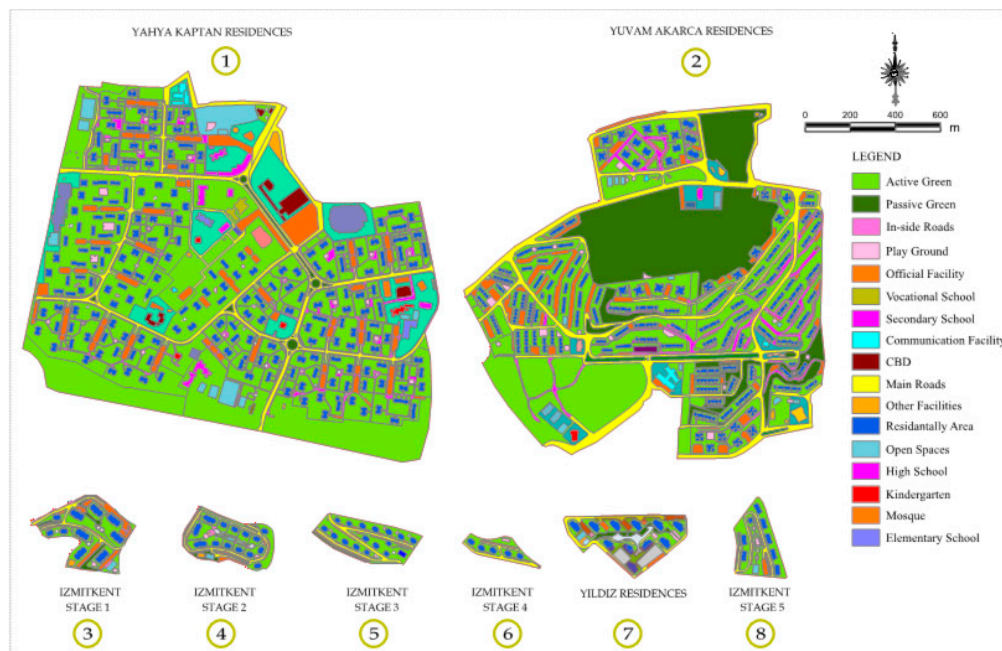 YAHYA KAPTAN RESIDENCES
1
YUVAM AKARCA RESIDENCES
2
0 200 400 600 m
LEGEND
Active Green
Passive Green
In-side Roads
Play Ground
Official Facility
Vocational School
Secondary School
Communication Facility
CBD
Main Roads
Other Facilities
Residantally Area
Open Spaces
High School
Kindergarten
Mosque
Elementary School
IZMITKENT
STAGE 1
3
IZMITKENT
STAGE 2
4
IZMITKENT
STAGE 3
5
IZMITKENT
STAGE 4
6
YILDIZ RESIDENCES
7
IZMITKENT
STAGE 5
8